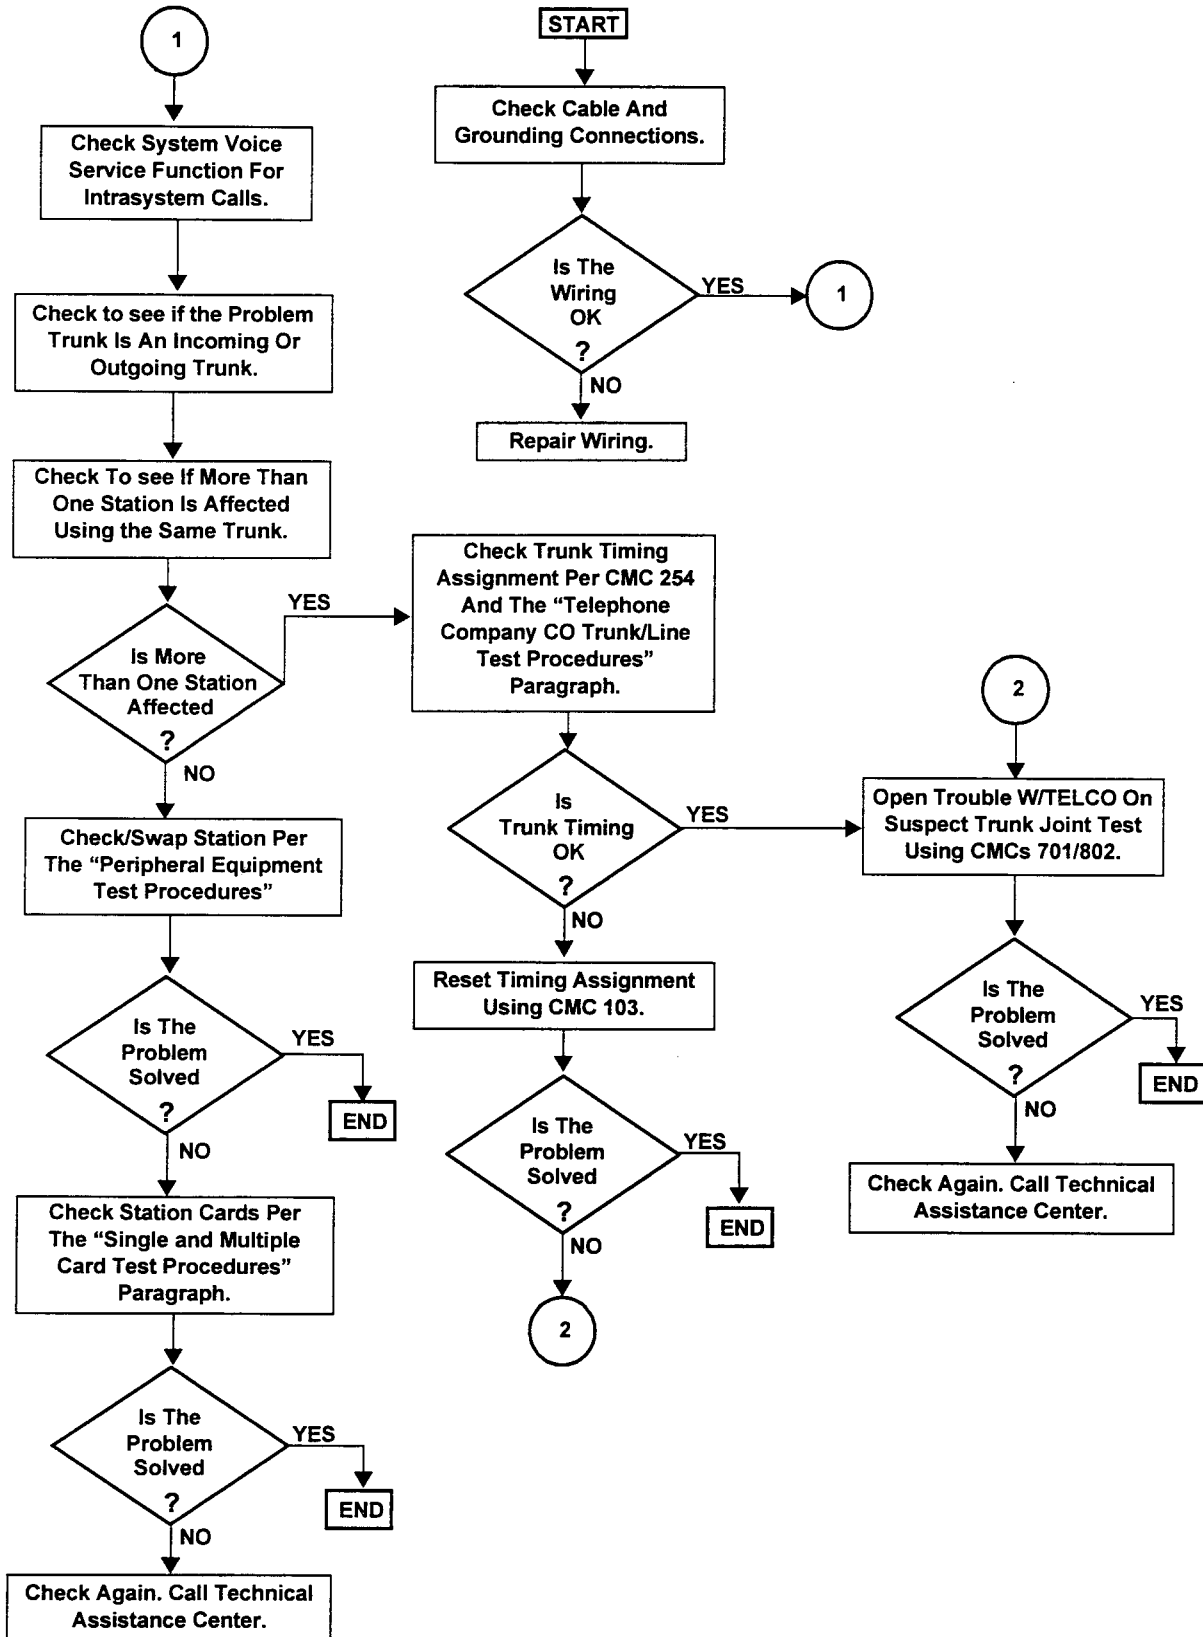 START
Check Cable And
Grounding Connections.
Is The
Wiring
OK
?
YES
1
NO
Repair Wiring.
1
Check System Voice
Service Function For
Intrasystem Calls.
Check to see if the Problem
Trunk Is An Incoming Or
Outgoing Trunk.
Check To see If More Than
One Station Is Affected
Using the Same Trunk.
Is More
Than One Station
Affected
?
YES
NO
Check/Swap Station Per
The “Peripheral Equipment
Test Procedures”
Is The
Problem
Solved
?
YES
END
NO
Check Station Cards Per
The “Single and Multiple
Card Test Procedures”
Paragraph.
Is The
Problem
Solved
?
YES
END
NO
Check Again. Call Technical
Assistance Center.
Check Trunk Timing
Assignment Per CMC 254
And The “Telephone
Company CO Trunk/Line
Test Procedures”
Paragraph.
Is
Trunk Timing
OK
?
YES
NO
Reset Timing Assignment
Using CMC 103.
Is The
Problem
Solved
?
YES
END
NO
2
2
Open Trouble W/TELCO On
Suspect Trunk Joint Test
Using CMCs 701/802.
Is The
Problem
Solved
?
YES
END
NO
Check Again. Call Technical
Assistance Center.